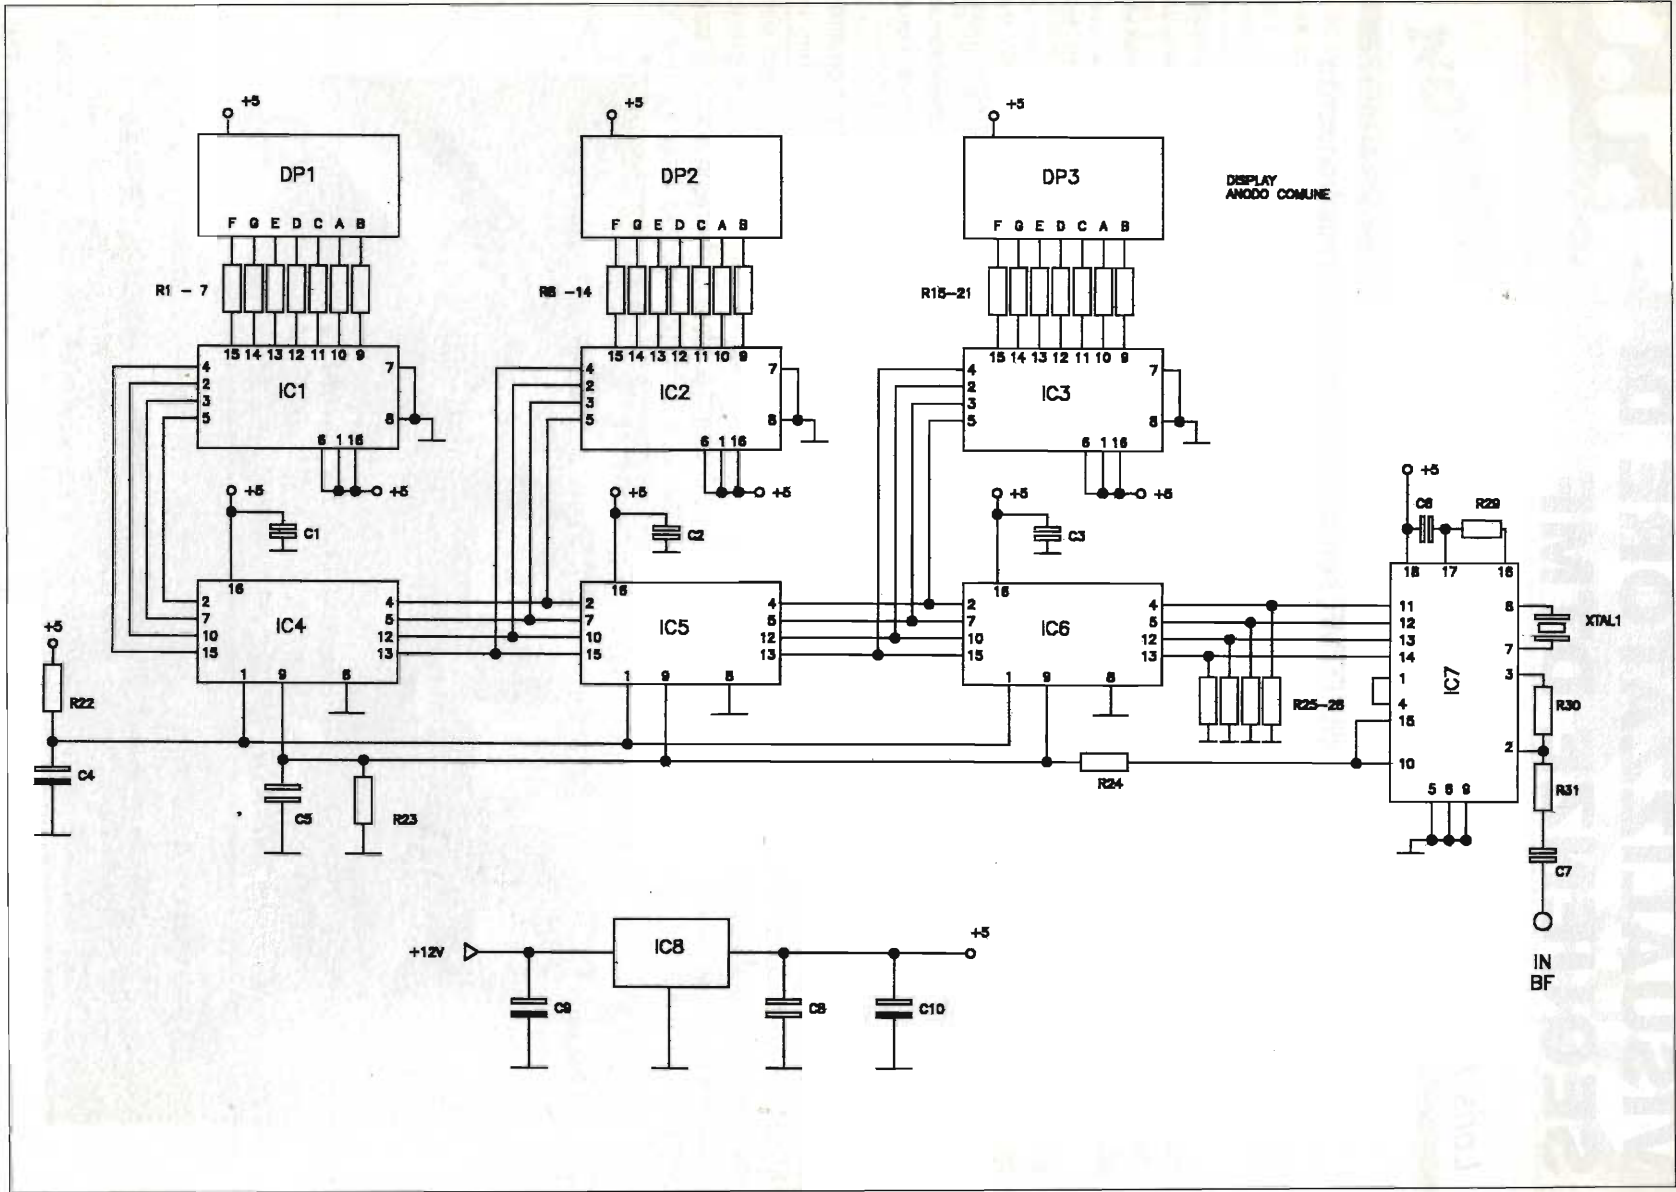 +5
+5
+5
DP1
DP2
DP3
DISPLAY
ANODO COMUNE
F G E D C A B
F G E D C A B
F G E D C A B
R1 - 7
R8 -14
R15-21
15 14 13 12 11 10 9
15 14 13 12 11 10 9
15 14 13 12 11 10 9
4
2
3
5
IC1
7
8
6 1 16
+5
4
2
3
5
IC2
7
8
6 1 16
+5
4
2
3
5
IC3
7
8
6 1 16
+5
+5
C1
+5
C2
+5
C3
+5
C6
R29
16
2
7
10
15
IC4
4
5
12
13
1 9 8
16
2
7
10
15
IC5
4
5
12
13
1 9 8
16
2
7
10
15
IC6
4
5
12
13
1 9 8
18 17 16
11
12
13
14
1
4
15
10
IC7
8
7
3
2
5 6 9
XTAL1
R30
R31
C7
IN
BF
+5
R22
C4
C5
R23
R24
R25-28
+12V
IC8
+5
C9
C8
C10